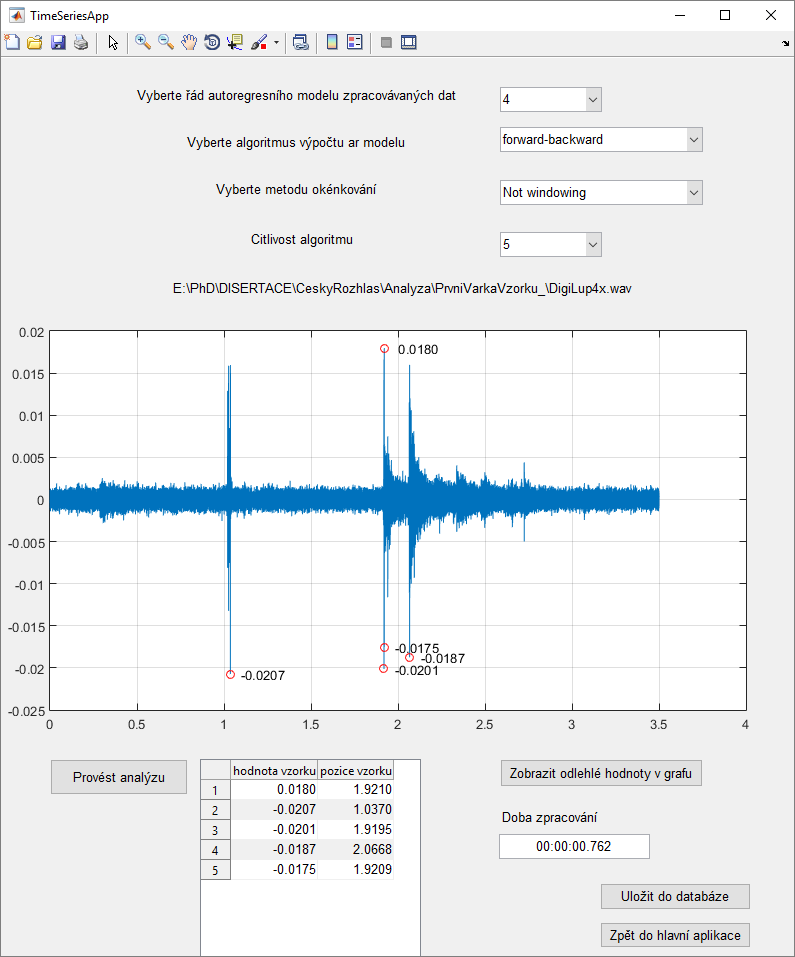 TimeSeriesApp
Vyberte řád autoregresního modelu zpracovávaných dat
4
Vyberte algoritmus výpočtu ar modelu
forward-backward
Vyberte metodu okénkování
Not windowing
Citlivost algoritmu
5
E:\PhD\DISERTACE\CeskyRozhlas\Analyza\PrvniVarkaVzorku_\DigiLup4x.wav
0.02
0.015
0.01
0.005
0
-0.005
-0.01
-0.015
-0.02
-0.025
0.0180
-0.0175
-0.0187
-0.0201
-0.0207
0 0.5 1 1.5 2 2.5 3 3.5 4
Provést analýzu
hodnota vzorku pozice vzorku
1 0.0180 1.9210
2 -0.0207 1.0370
3 -0.0201 1.9195
4 -0.0187 2.0668
5 -0.0175 1.9209
Zobrazit odlehlé hodnoty v grafu
Doba zpracování
00:00:00.762
Uložit do databáze
Zpět do hlavní aplikace